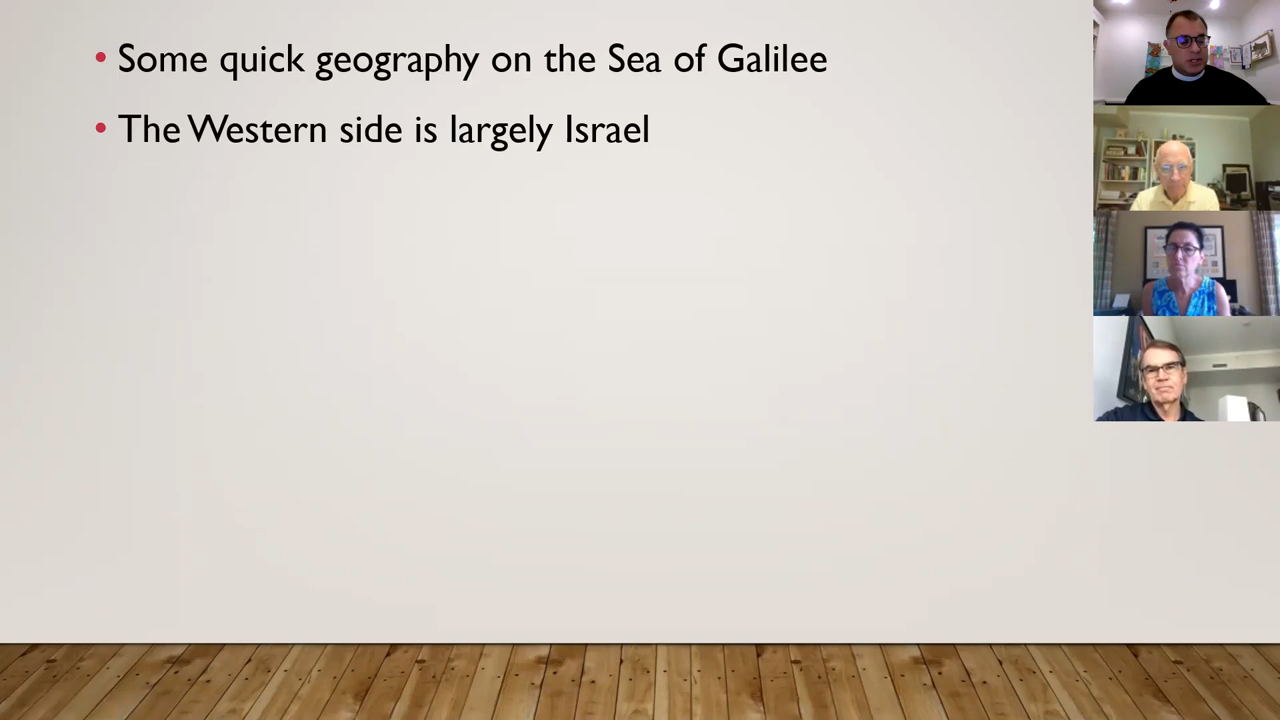 Some quick geography on the Sea of Galilee
The Western side is largely Israel